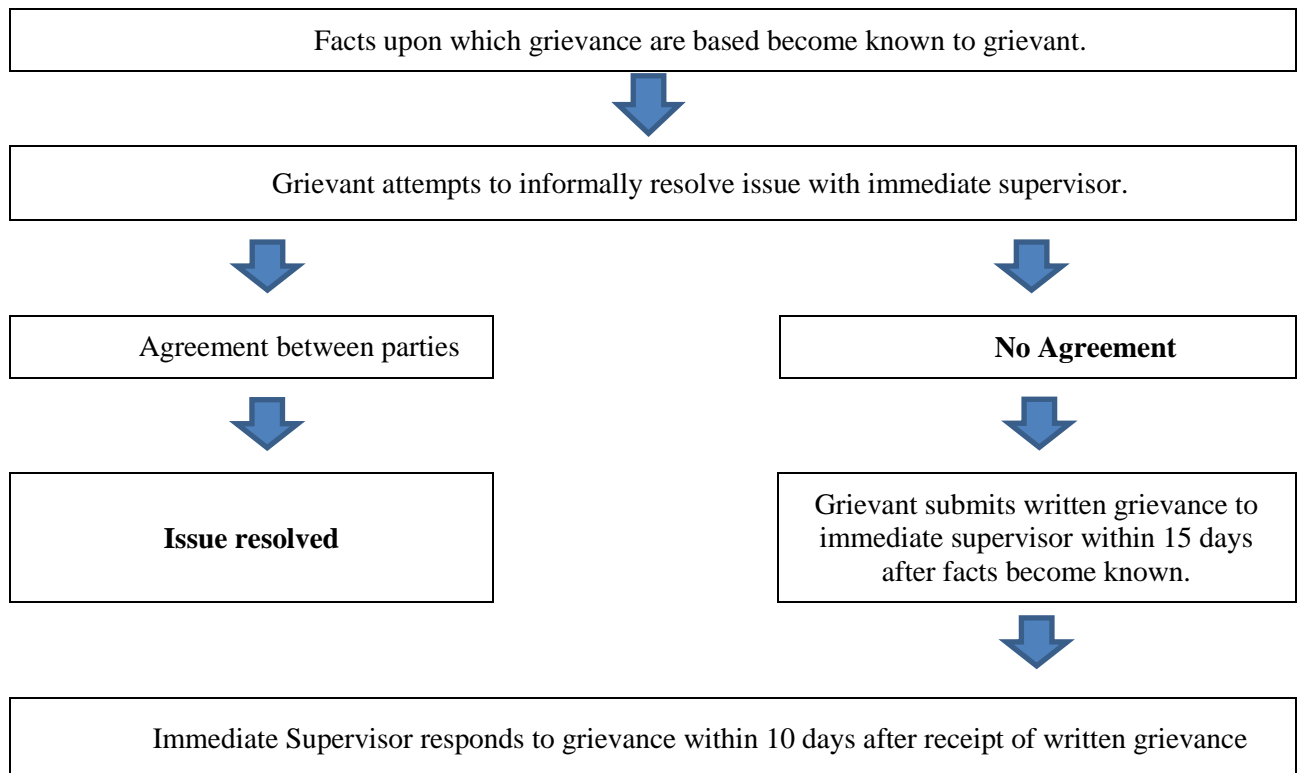 Facts upon which grievance are based become known to grievant.
Grievant attempts to informally resolve issue with immediate supervisor.
Agreement between parties
No Agreement
Issue resolved
Grievant submits written grievance to
immediate supervisor within 15 days
after facts become known.
Immediate Supervisor responds to grievance within 10 days after receipt of written grievance